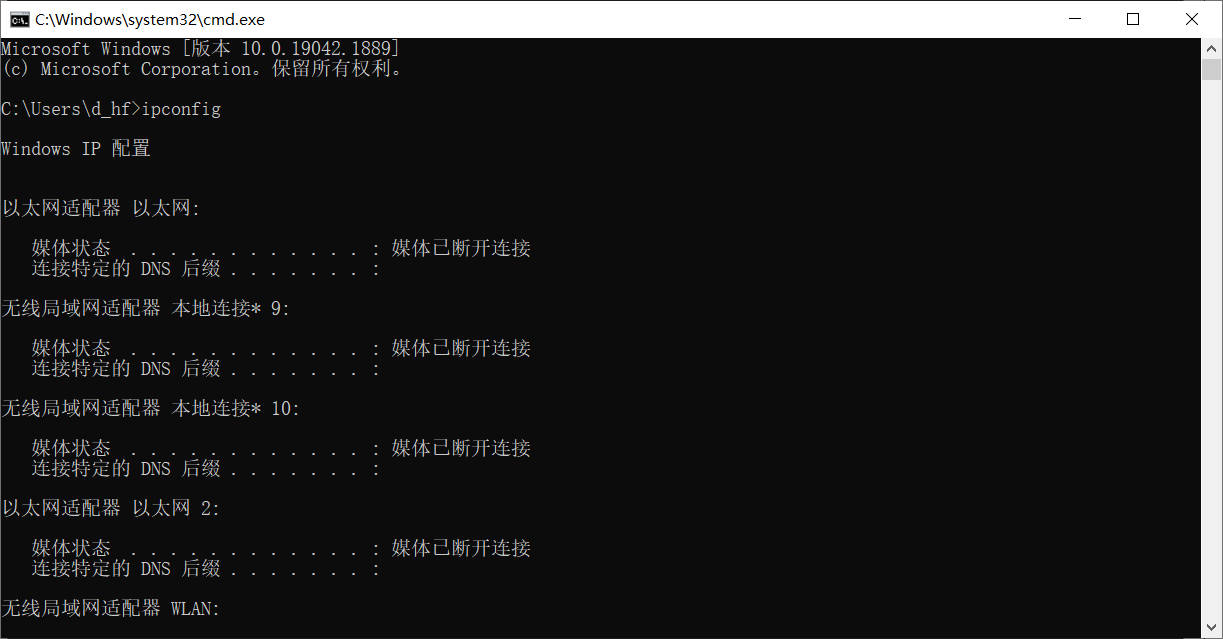 C:\Windows\system32\cmd.exe
Microsoft Windows [版本 10.0.19042.1889]
(c) Microsoft Corporation。保留所有权利。
C:\Users\d_hf>ipconfig
Windows IP 配置
以太网适配器 以太网:
媒体状态  . . . . . . . . . . . . : 媒体已断开连接
连接特定的 DNS 后缀 . . . . . . . :
无线局域网适配器 本地连接* 9:
媒体状态  . . . . . . . . . . . . : 媒体已断开连接
连接特定的 DNS 后缀 . . . . . . . :
无线局域网适配器 本地连接* 10:
媒体状态  . . . . . . . . . . . . : 媒体已断开连接
连接特定的 DNS 后缀 . . . . . . . :
以太网适配器 以太网 2:
媒体状态  . . . . . . . . . . . . : 媒体已断开连接
连接特定的 DNS 后缀 . . . . . . . :
无线局域网适配器 WLAN: